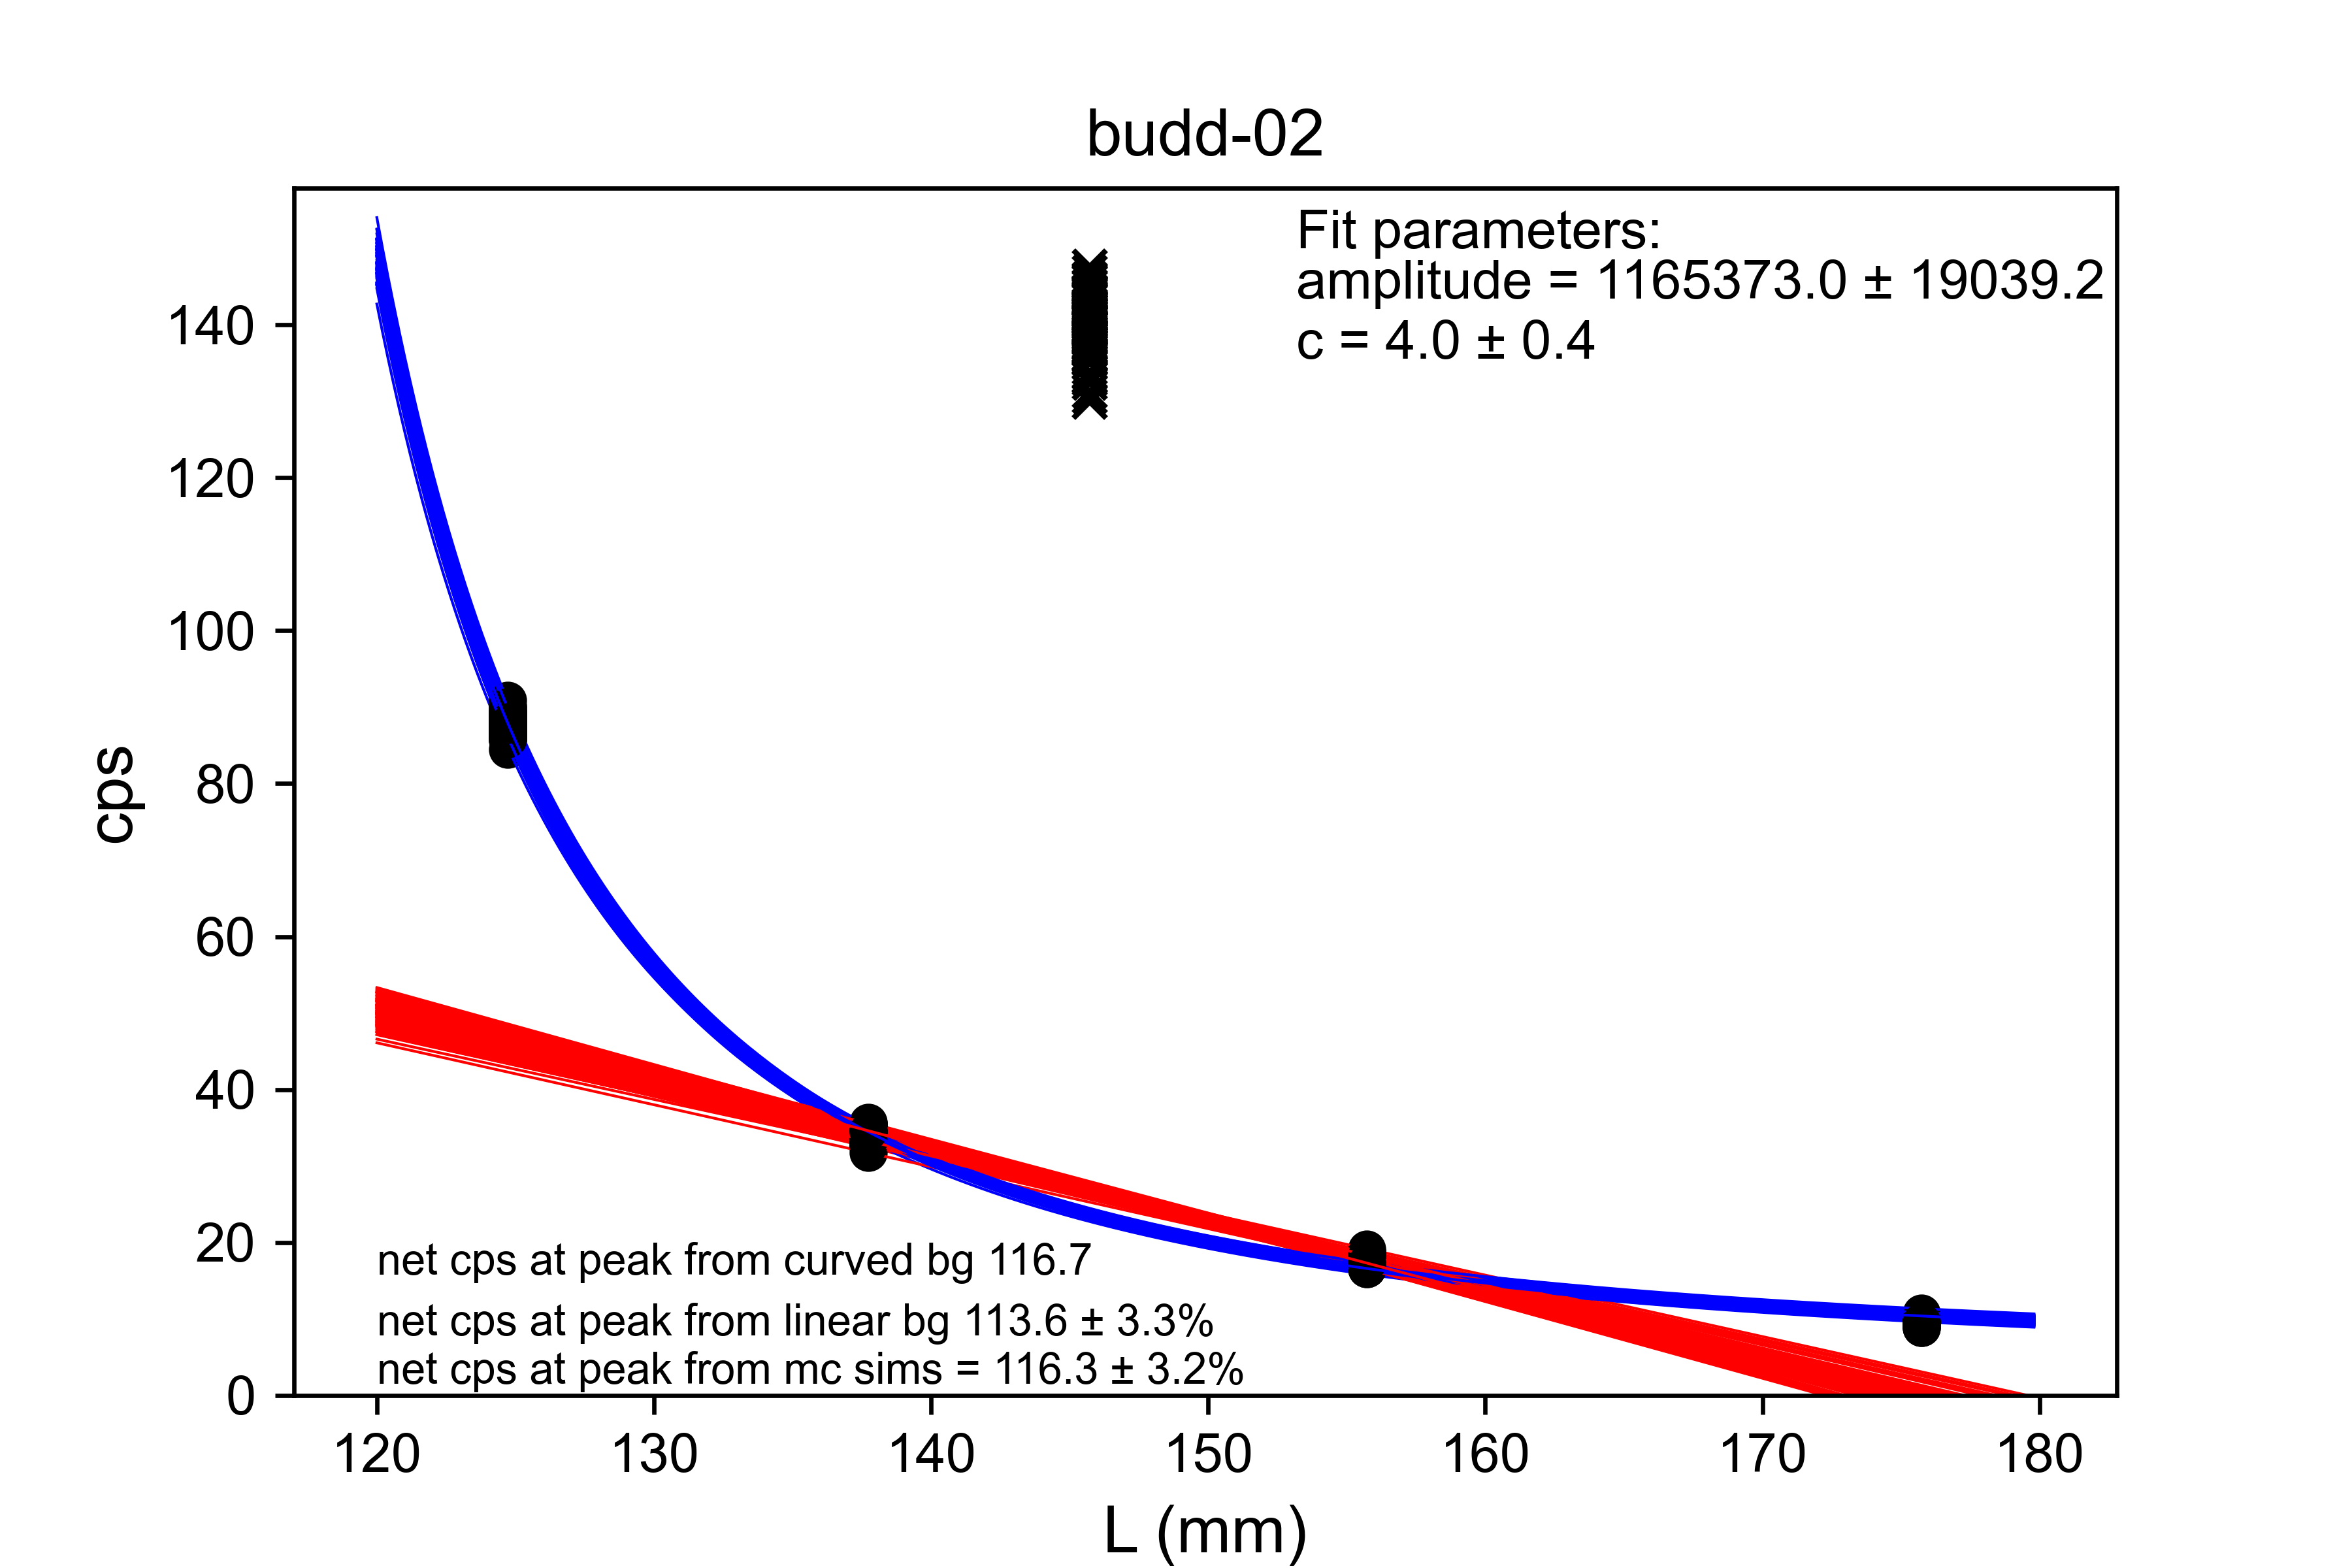 budd-02
Fit parameters:
amplitude = 1165373.0 ± 19039.2
c = 4.0 ± 0.4
140
120
100
80
60
40
20
0
cps
net cps at peak from curved bg 116.7
net cps at peak from linear bg 113.6 ± 3.3%
net cps at peak from mc sims = 116.3 ± 3.2%
120 130 140 150 160 170 180
L (mm)